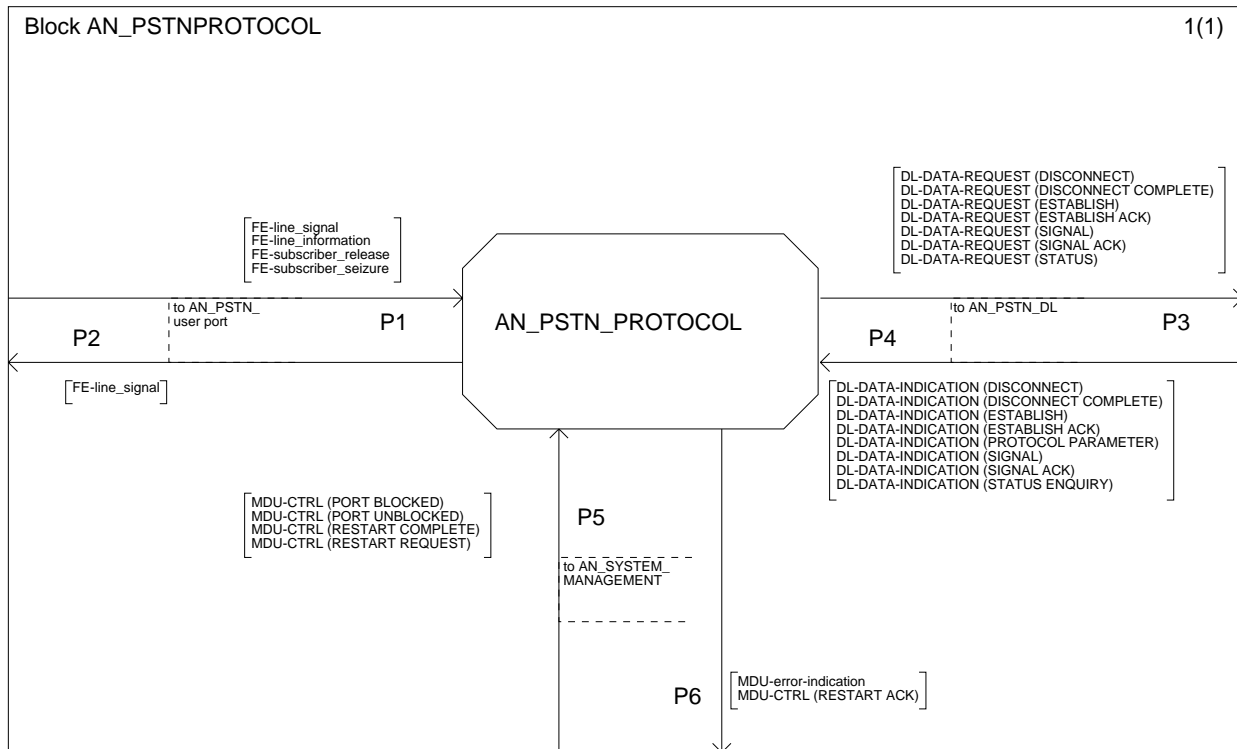 Block AN_PSTNPROTOCOL
1(1)
DL-DATA-REQUEST (DISCONNECT)
DL-DATA-REQUEST (DISCONNECT COMPLETE)
DL-DATA-REQUEST (ESTABLISH)
DL-DATA-REQUEST (ESTABLISH ACK)
DL-DATA-REQUEST (SIGNAL)
DL-DATA-REQUEST (SIGNAL ACK)
DL-DATA-REQUEST (STATUS)
FE-line_signal
FE-line_information
FE-subscriber_release
FE-subscriber_seizure
to AN_PSTN_
user port
P1
P2
AN_PSTN_PROTOCOL
to AN_PSTN_DL
P3
P4
FE-line_signal
DL-DATA-INDICATION (DISCONNECT)
DL-DATA-INDICATION (DISCONNECT COMPLETE)
DL-DATA-INDICATION (ESTABLISH)
DL-DATA-INDICATION (ESTABLISH ACK)
DL-DATA-INDICATION (PROTOCOL PARAMETER)
DL-DATA-INDICATION (SIGNAL)
DL-DATA-INDICATION (SIGNAL ACK)
DL-DATA-INDICATION (STATUS ENQUIRY)
MDU-CTRL (PORT BLOCKED)
MDU-CTRL (PORT UNBLOCKED)
MDU-CTRL (RESTART COMPLETE)
MDU-CTRL (RESTART REQUEST)
P5
to AN_SYSTEM_
MANAGEMENT
P6
MDU-error-indication
MDU-CTRL (RESTART ACK)